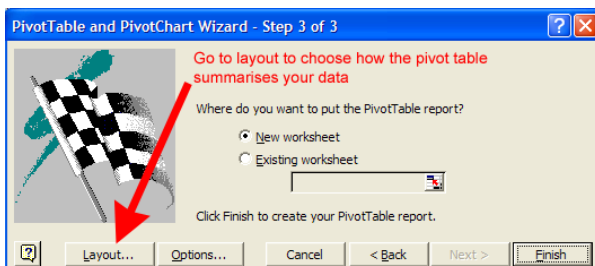 PivotTable and PivotChart Wizard - Step 3 of 3
Go to layout to choose how the pivot table
summarises your data
Where do you want to put the PivotTable report?
New worksheet
Existing worksheet
Click Finish to create your PivotTable report.
Layout... Options... Cancel < Back Next > Finish